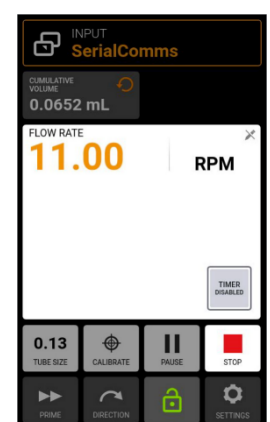 INPUT
SerialComms
CUMULATIVE
VOLUME
0.0652 mL
FLOW RATE
11.00 RPM
TIMER
DISABLED
0.13
TUBE SIZE
CALIBRATE
PAUSE
STOP
PRIME
DIRECTION
SETTINGS